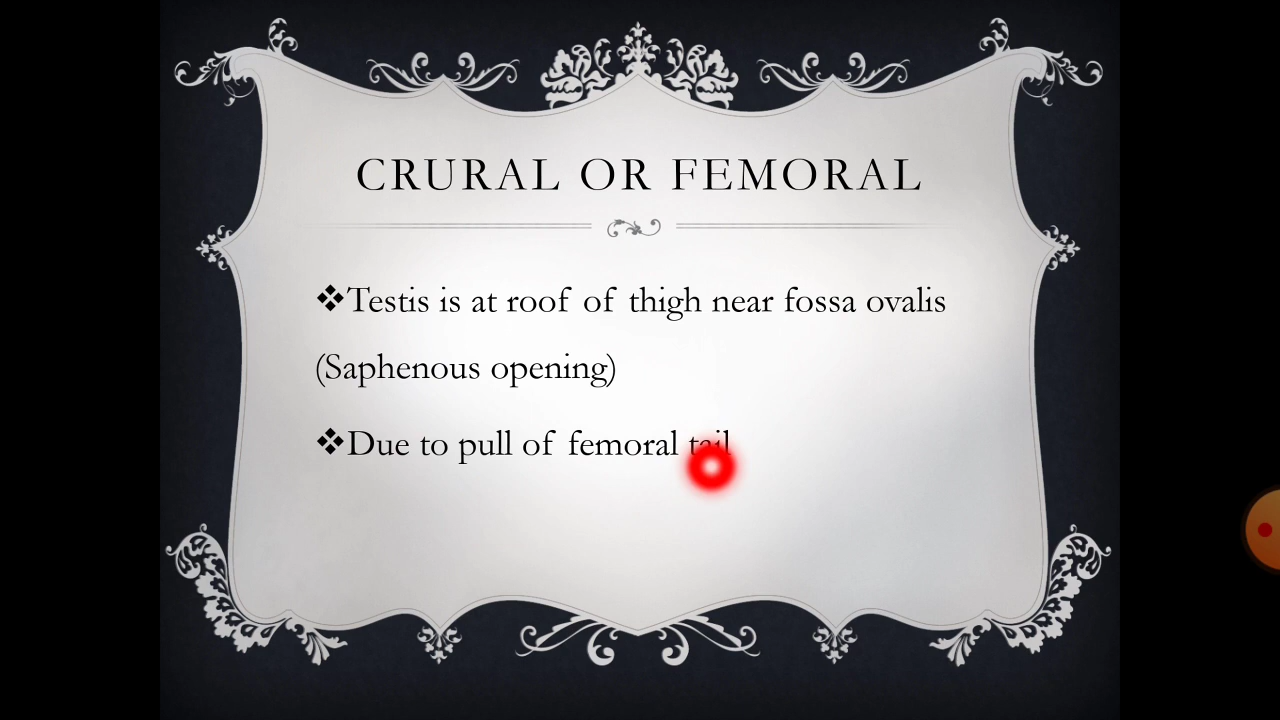 CRURAL OR FEMORAL
❖Testis is at roof of thigh near fossa ovalis
(Saphenous opening)
❖Due to pull of femoral tail